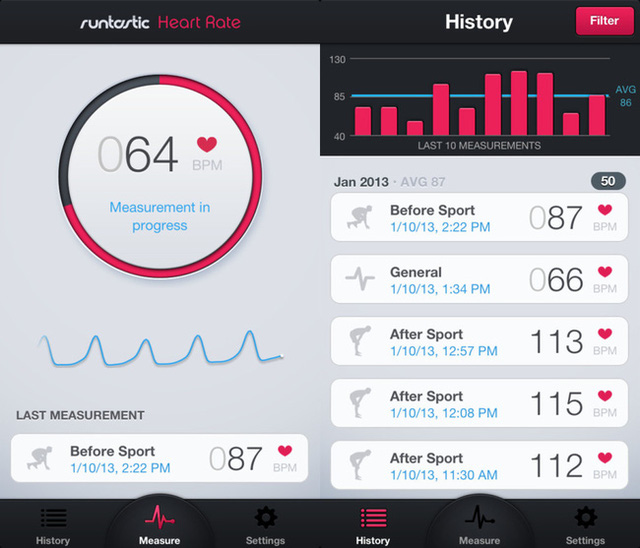 runtastic Heart Rate
064
BPM
Measurement in
progress
LAST MEASUREMENT
Before Sport
1/10/13, 2:22 PM
087
BPM
History
Measure
Settings
History
Filter
130
85
40
AVG
86
LAST 10 MEASUREMENTS
Jan 2013 · AVG 87
50
Before Sport
1/10/13, 2:22 PM
087
BPM
General
1/10/13, 1:34 PM
066
BPM
After Sport
1/10/13, 12:57 PM
113
BPM
After Sport
1/10/13, 12:08 PM
115
BPM
After Sport
1/10/13, 11:30 AM
112
BPM
History
Measure
Settings